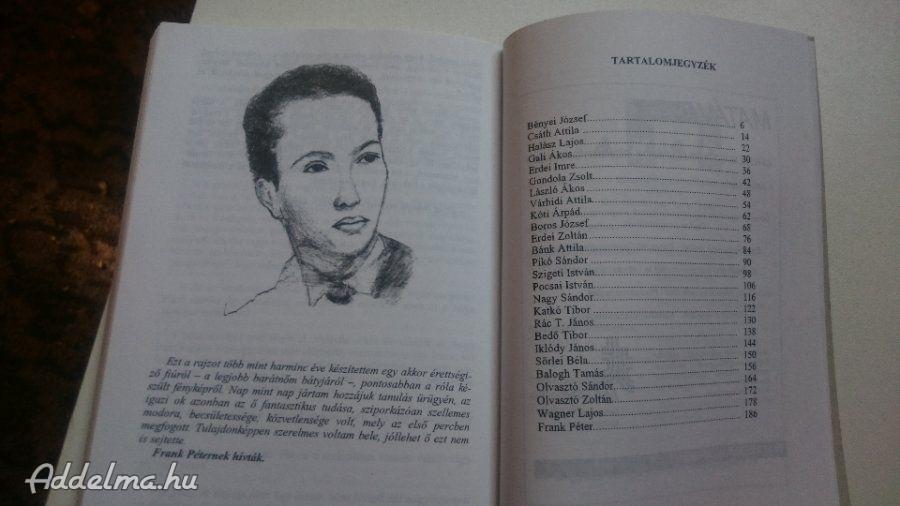 Ezt a rajzot több mint harminc éve készítettem egy akkor érettségi-
ző fiúról – a legjobb barátnőm bátyjáról –, pontosabban a róla ké-
szült fényképről. Nap mint nap jártam hozzájuk tanulás ürügyén, az
igazi ok azonban az ő fantasztikus tudása, sziporkázóan szellemes
modora, becsületessége, közvetlensége volt, mely az első percben
megfogott. Tulajdonképpen szerelmes voltam bele, jóllehet ő ezt nem
is sejtette.
Frank Péternek hívták.
TARTALOMJEGYZÉK
Bényei József 6
Csáth Attila 14
Halász Lajos 22
Gali Ákos 30
Erdei Imre 36
Gundola Zsolt 42
László Ákos 48
Várhidi Attila 54
Kőti Árpád 62
Boros József 68
Erdei Zoltán 76
Bánk Attila 84
Pikó Sándor 90
Szigeti István 98
Pocsai István 106
Nagy Sándor 116
Katkó Tibor 122
Rác T. János 130
Bedő Tibor 138
Iklódy János 144
Sőrlei Béla 150
Balogh Tamás 156
Olvasztó Sándor 164
Olvasztó Zoltán 172
Wagner Lajos 178
Frank Péter 186
Addelma.hu